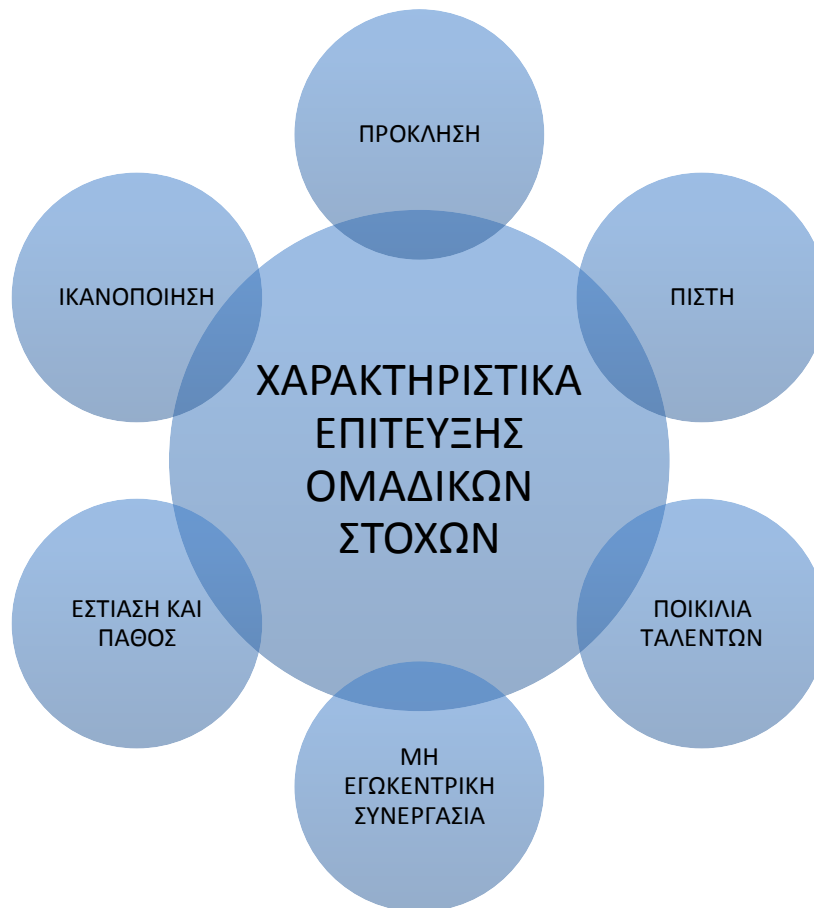 ΠΡΟΚΛΗΣΗ
ΙΚΑΝΟΠΟΙΗΣΗ
ΠΙΣΤΗ
ΧΑΡΑΚΤΗΡΙΣΤΙΚΑ
ΕΠΙΤΕΥΞΗΣ
ΟΜΑΔΙΚΩΝ
ΣΤΟΧΩΝ
ΕΣΤΙΑΣΗ ΚΑΙ
ΠΑΘΟΣ
ΠΟΙΚΙΛΙΑ
ΤΑΛΕΝΤΩΝ
ΜΗ
ΕΓΩΚΕΝΤΡΙΚΗ
ΣΥΝΕΡΓΑΣΙΑ